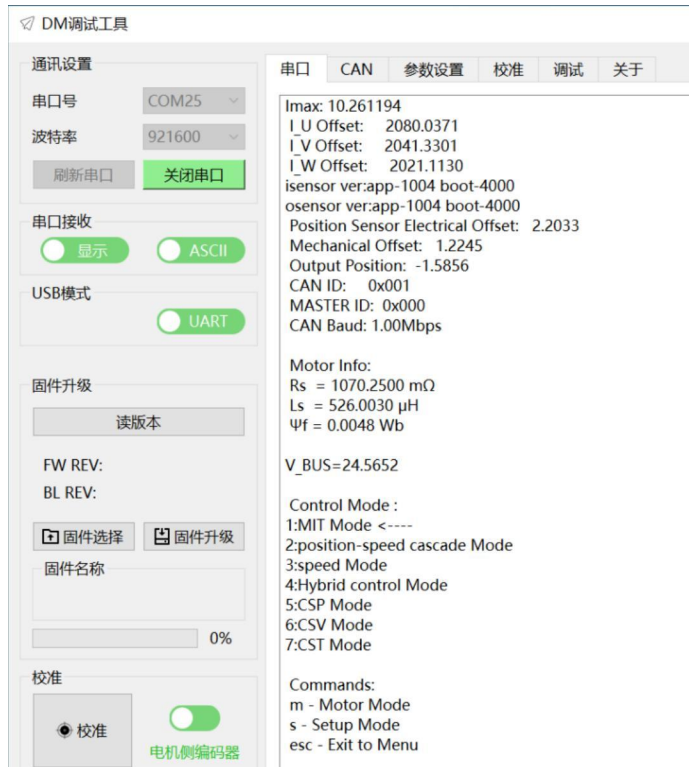 DM调试工具
通讯设置
串口号 COM25
波特率 921600
刷新串口 关闭串口
串口接收
显示 ASCII
USB模式
UART
固件升级
读版本
FW REV:
BL REV:
固件选择 固件升级
固件名称
0%
校准
校准
电机侧编码器
串口 CAN 参数设置 校准 调试 关于
Imax: 10.261194
I_U Offset: 2080.0371
I_V Offset: 2041.3301
I_W Offset: 2021.1130
isensor ver:app-1004 boot-4000
osensor ver:app-1004 boot-4000
Position Sensor Electrical Offset: 2.2033
Mechanical Offset: 1.2245
Output Position: -1.5856
CAN ID: 0x001
MASTER ID: 0x000
CAN Baud: 1.00Mbps
Motor Info:
Rs = 1070.2500 mΩ
Ls = 526.0030 μH
Ψf = 0.0048 Wb
V_BUS=24.5652
Control Mode :
1:MIT Mode <----
2:position-speed cascade Mode
3:speed Mode
4:Hybrid control Mode
5:CSP Mode
6:CSV Mode
7:CST Mode
Commands:
m - Motor Mode
s - Setup Mode
esc - Exit to Menu